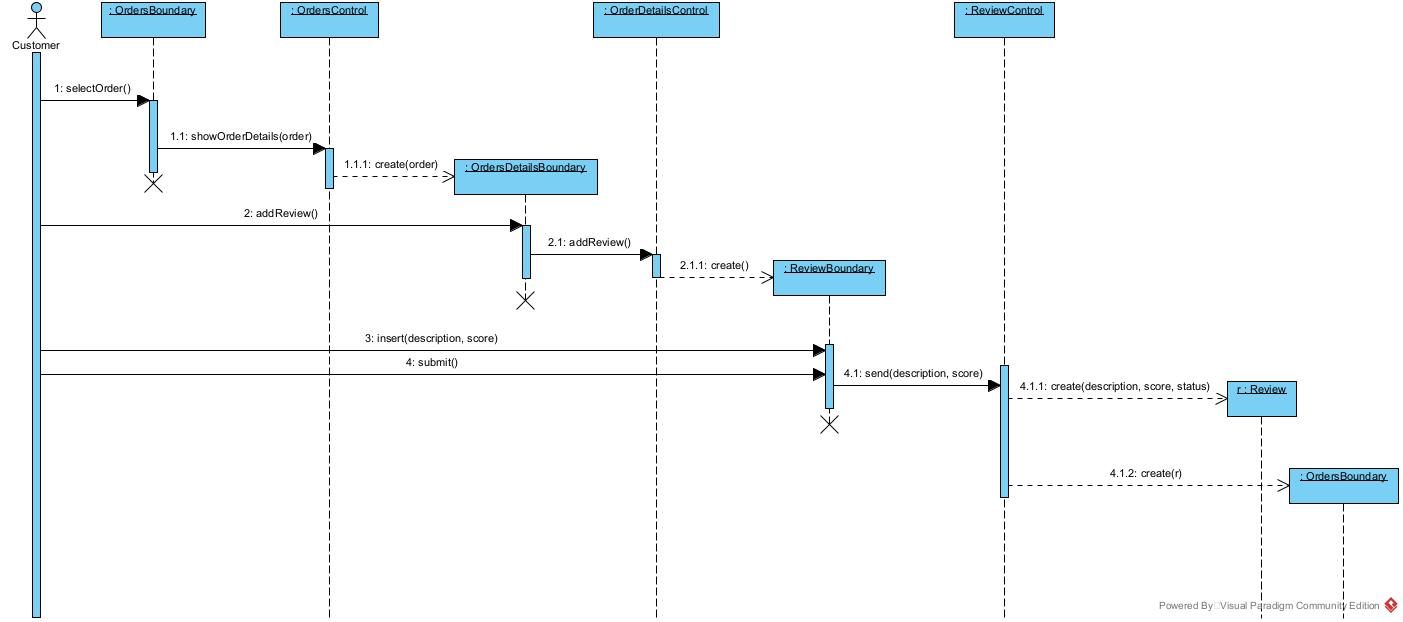 : OrdersBoundary
: OrdersControl
: OrderDetailsControl
: ReviewControl
Customer
1: selectOrder()
1.1: showOrderDetails(order)
1.1.1: create(order)
: OrdersDetailsBoundary
2: addReview()
2.1: addReview()
2.1.1: create()
: ReviewBoundary
3: insert(description, score)
4: submit()
4.1: send(description, score)
4.1.1: create(description, score, status)
r : Review
4.1.2: create(r)
: OrdersBoundary
Powered By Visual Paradigm Community Edition